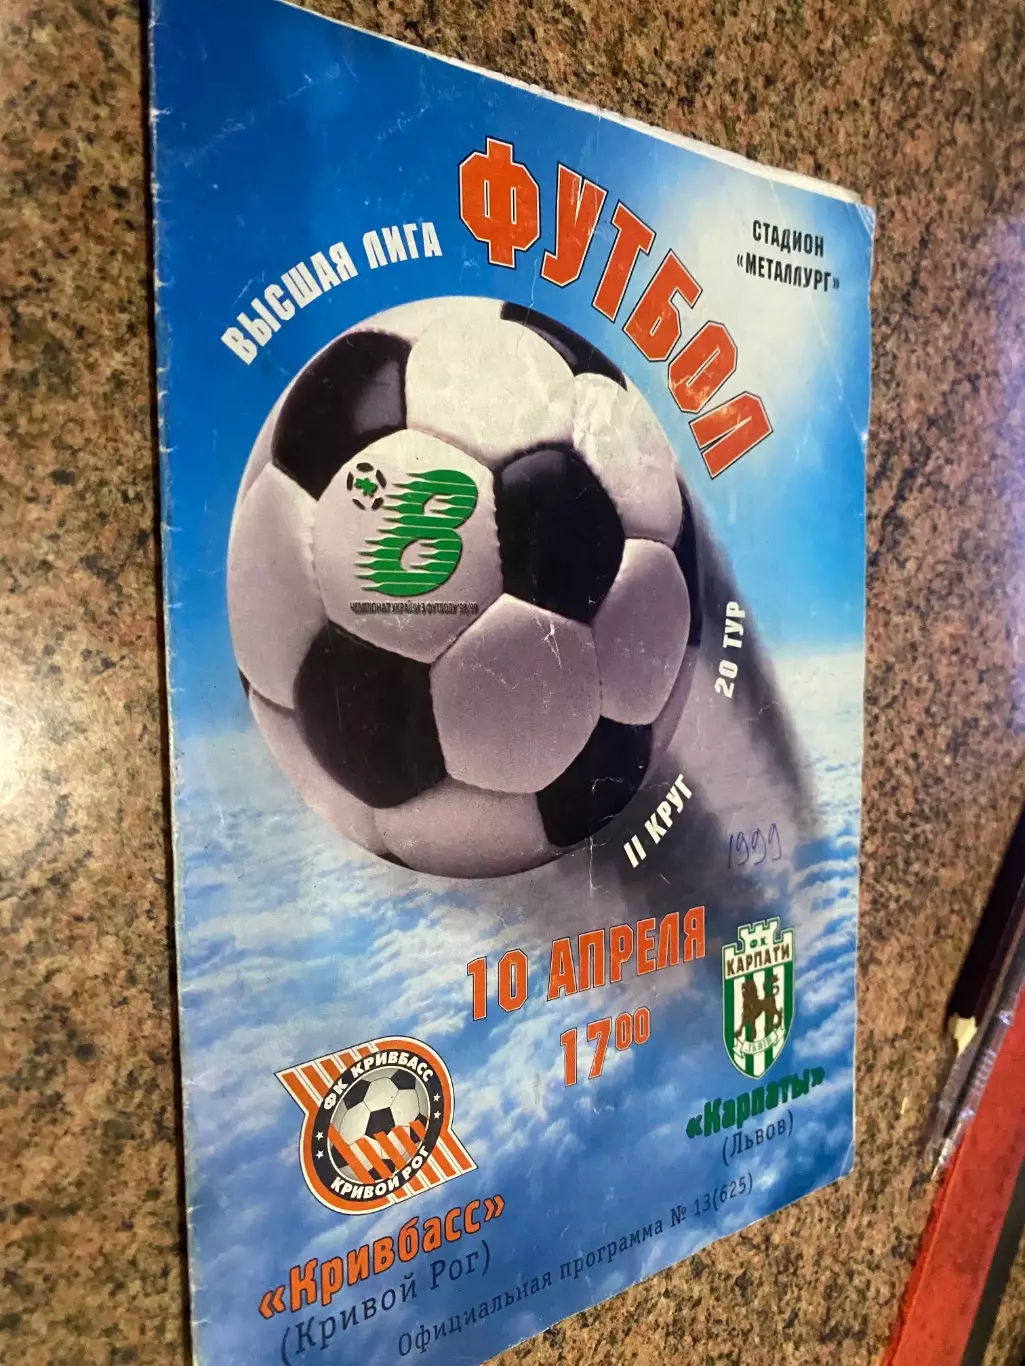 ВЫСШАЯ ЛИГА
ФУТБОЛ
СТАДИОН
«МЕТАЛЛУРГ»
8
ЧЕМПІОНАТ УКРАЇНИ З ФУТБОЛУ '98/99
20 ТУР
II КРУГ
1999
10 АПРЕЛЯ
17 00
ФК
КАРПАТИ
ЛЬВІВ
«Карпаты»
(Львов)
ФК КРИВБАСС
КРИВОЙ РОГ
«Кривбасс»
(Кривой Рог)
Официальная программа № 13(625)